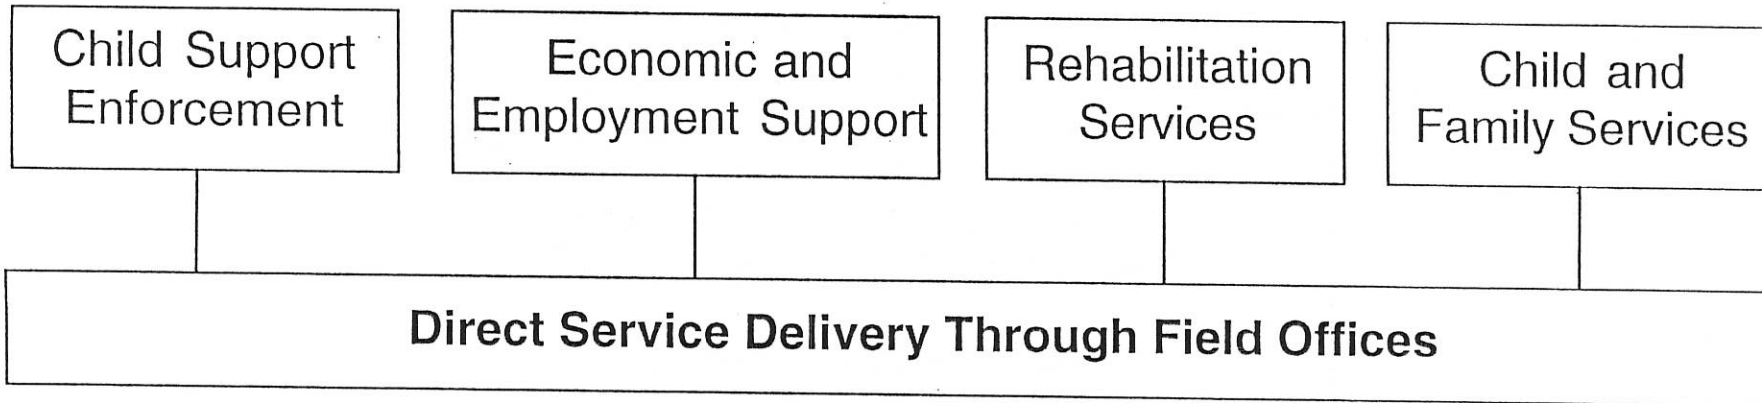 Child Support
Enforcement
Economic and
Employment Support
Rehabilitation
Services
Child and
Family Services
Direct Service Delivery Through Field Offices